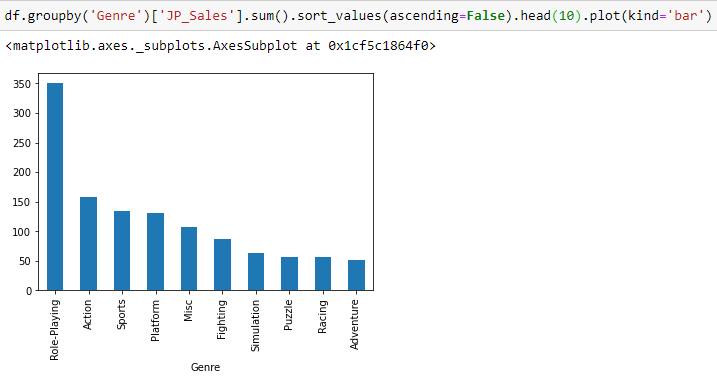 df.groupby('Genre')['JP_Sales'].sum().sort_values(ascending=False).head(10).plot(kind='bar')
<matplotlib.axes._subplots.AxesSubplot at 0x1cf5c1864f0>
350
300
250
200
150
100
50
0
Role-Playing
Action
Sports
Platform
Misc
Fighting
Simulation
Puzzle
Racing
Adventure
Genre